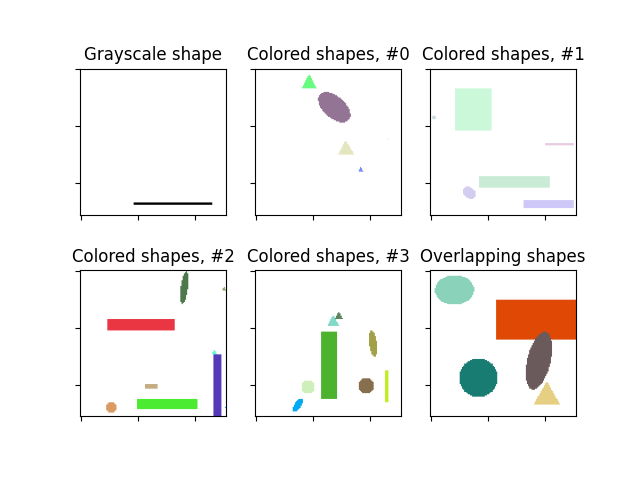 Grayscale shape
Colored shapes, #0
Colored shapes, #1
Colored shapes, #2
Colored shapes, #3
Overlapping shapes